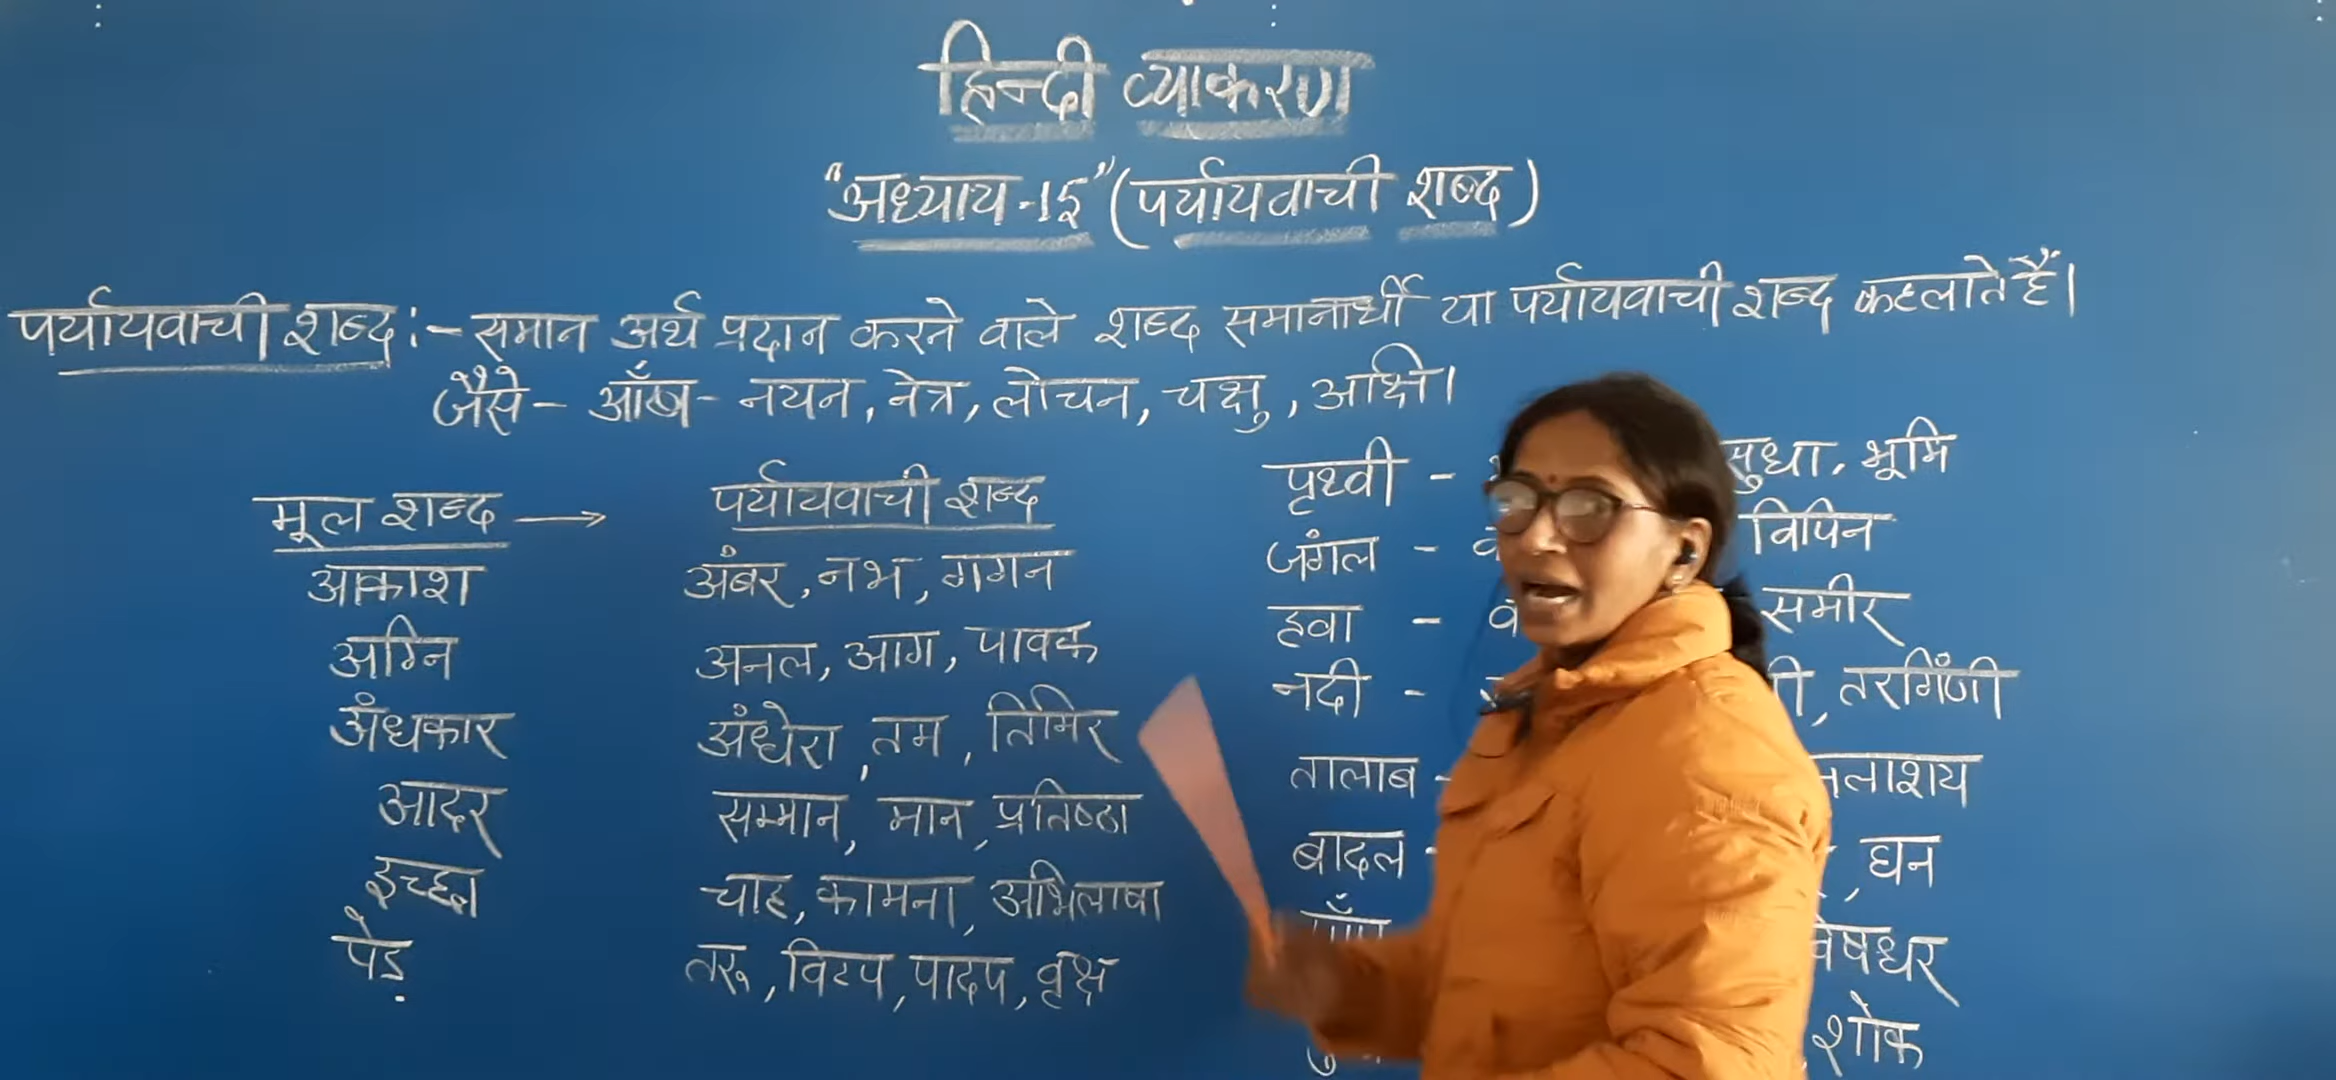 हिन्दी व्याकरण
"अध्याय-15" (पर्यायवाची शब्द)
पर्यायवाची शब्द :- समान अर्थ प्रदान करने वाले शब्द समानार्थी या पर्यायवाची शब्द कहलाते हैं।
जैसे - आँख - नयन, नेत्र, लोचन, चक्षु, अक्षि।
मूल शब्द → पर्यायवाची शब्द
आकाश अंबर, नभ, गगन
अग्नि अनल, आग, पावक
अंधकार अंधेरा, तम, तिमिर
आदर सम्मान, मान, प्रतिष्ठा
इच्छा चाह, कामना, अभिलाषा
पेड़ तरू, विटप, पादप, वृक्ष
पृथ्वी - सुधा, भूमि
जंगल - विपिन
हवा - समीर
नदी - , तरंगिणी
तालाब - लाशय
बादल - , घन
षधर
, शोक